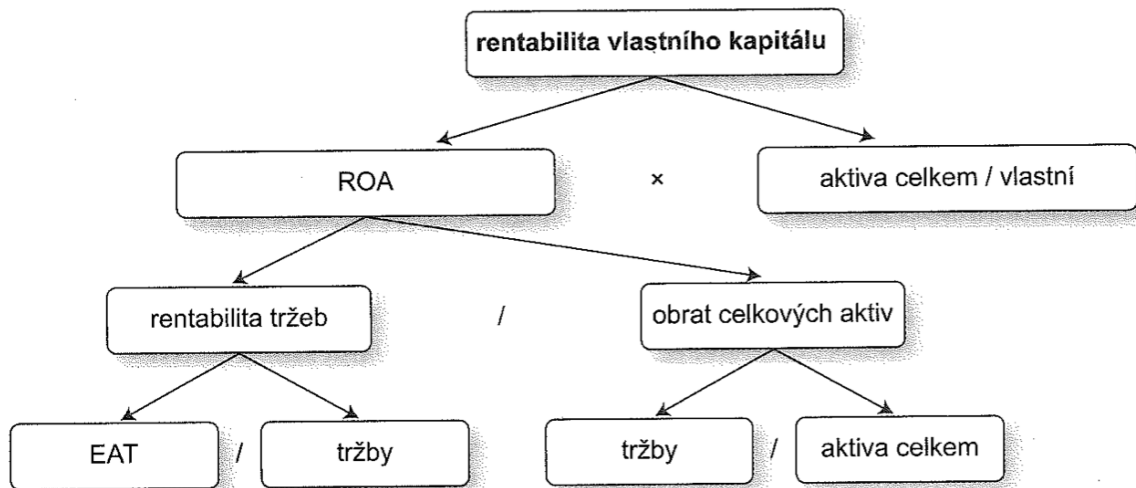 rentabilita vlastního kapitálu
ROA × aktiva celkem / vlastní
rentabilita tržeb / obrat celkových aktiv
EAT / tržby tržby / aktiva celkem